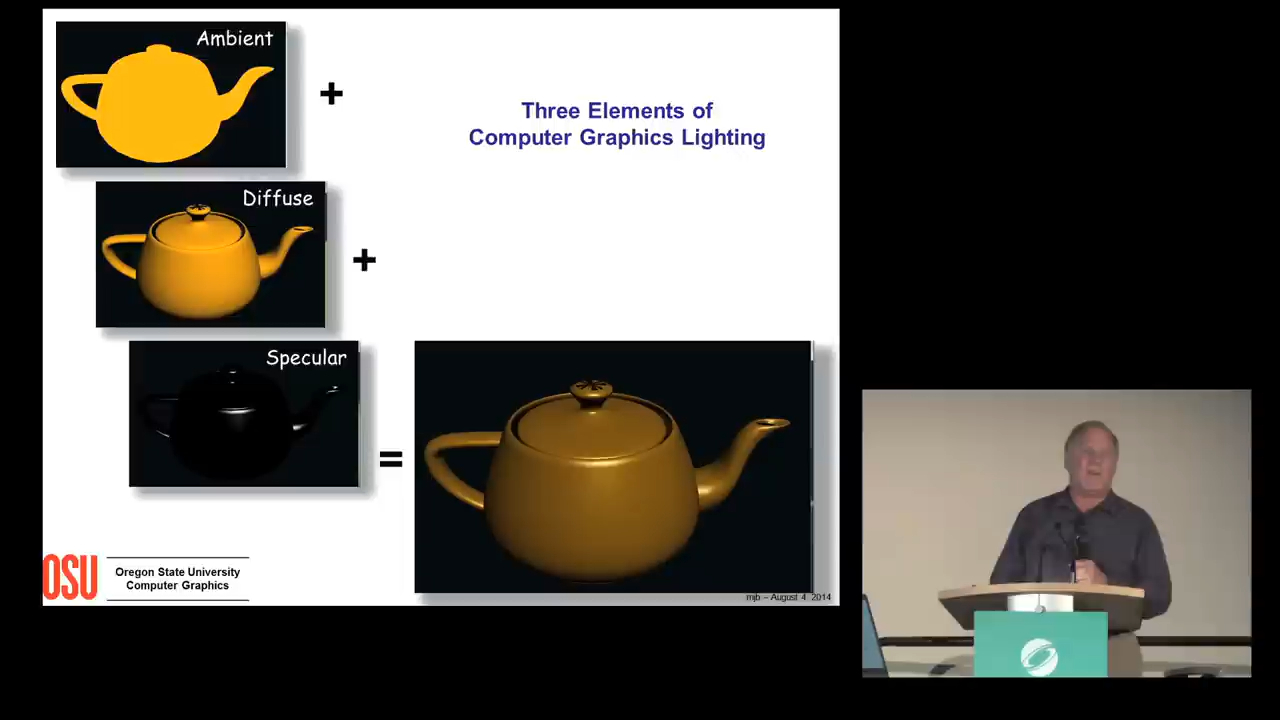 Ambient
+
Three Elements of
Computer Graphics Lighting
Diffuse
+
Specular
=
OSU
Oregon State University
Computer Graphics
mjb – August 4, 2014